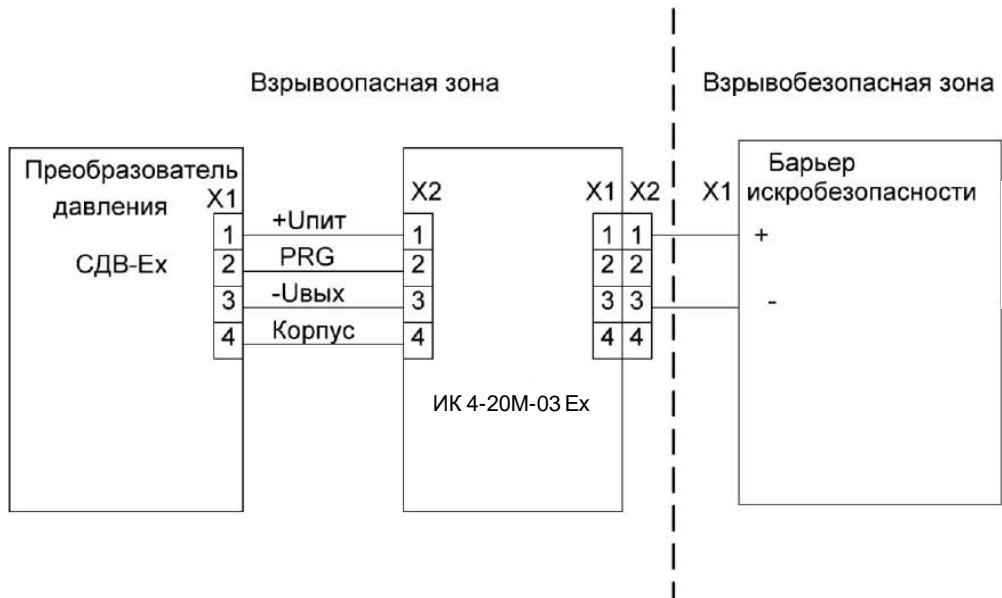 Взрывоопасная зона
Взрывобезопасная зона
Преобразователь
давления
СДВ-Ех
X1
1
2
3
4
+Uпит
PRG
-Uвых
Корпус
X2
1
2
3
4
ИК 4-20М-03 Ех
X1 X2
1 1
2 2
3 3
4 4
X1
Барьер
искробезопасности
+
-